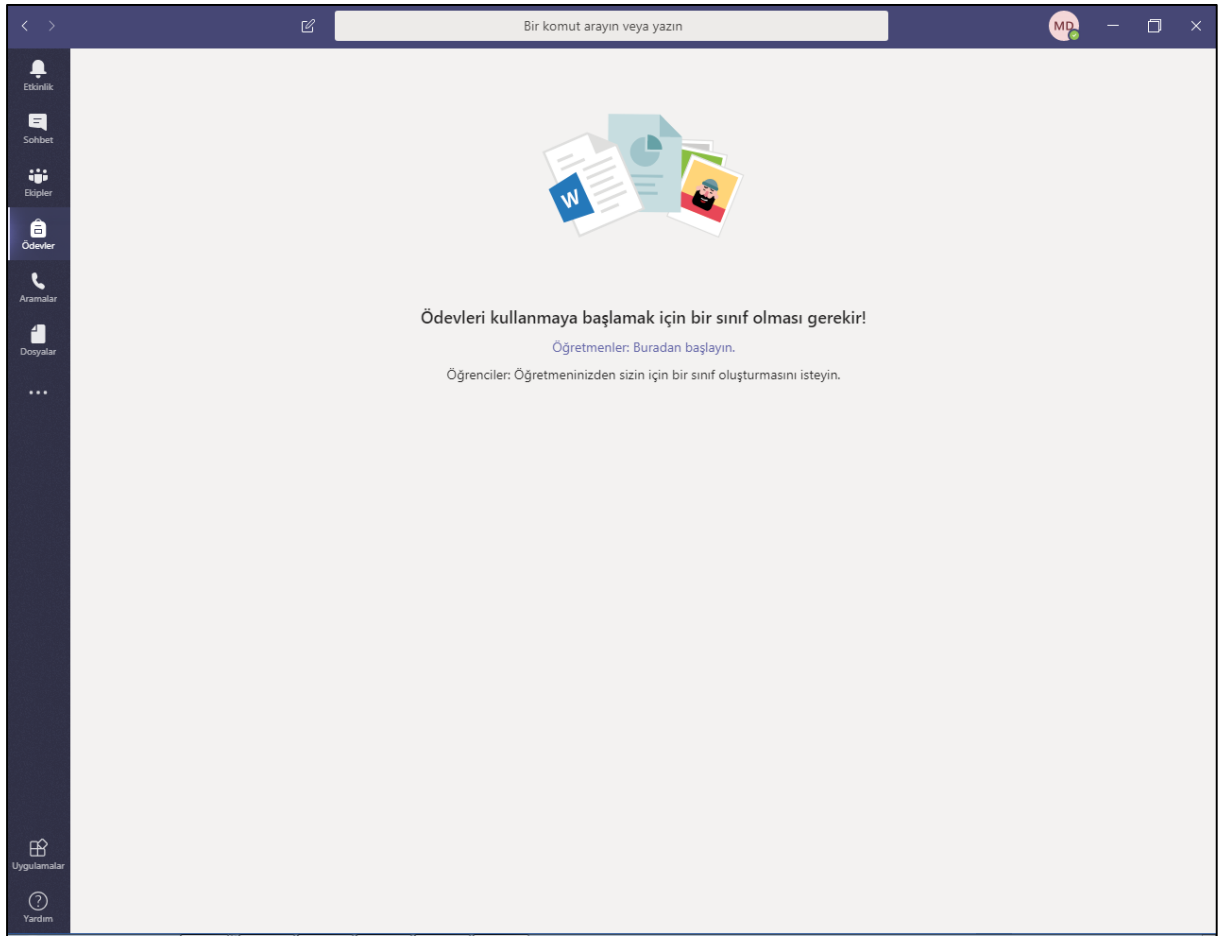 Bir komut arayın veya yazın
MD
Etkinlik
Sohbet
Ekipler
Ödevler
Aramalar
Dosyalar
W
Ödevleri kullanmaya başlamak için bir sınıf olması gerekir!
Öğretmenler: Buradan başlayın.
Öğrenciler: Öğretmeninizden sizin için bir sınıf oluşturmasını isteyin.
Uygulamalar
Yardım